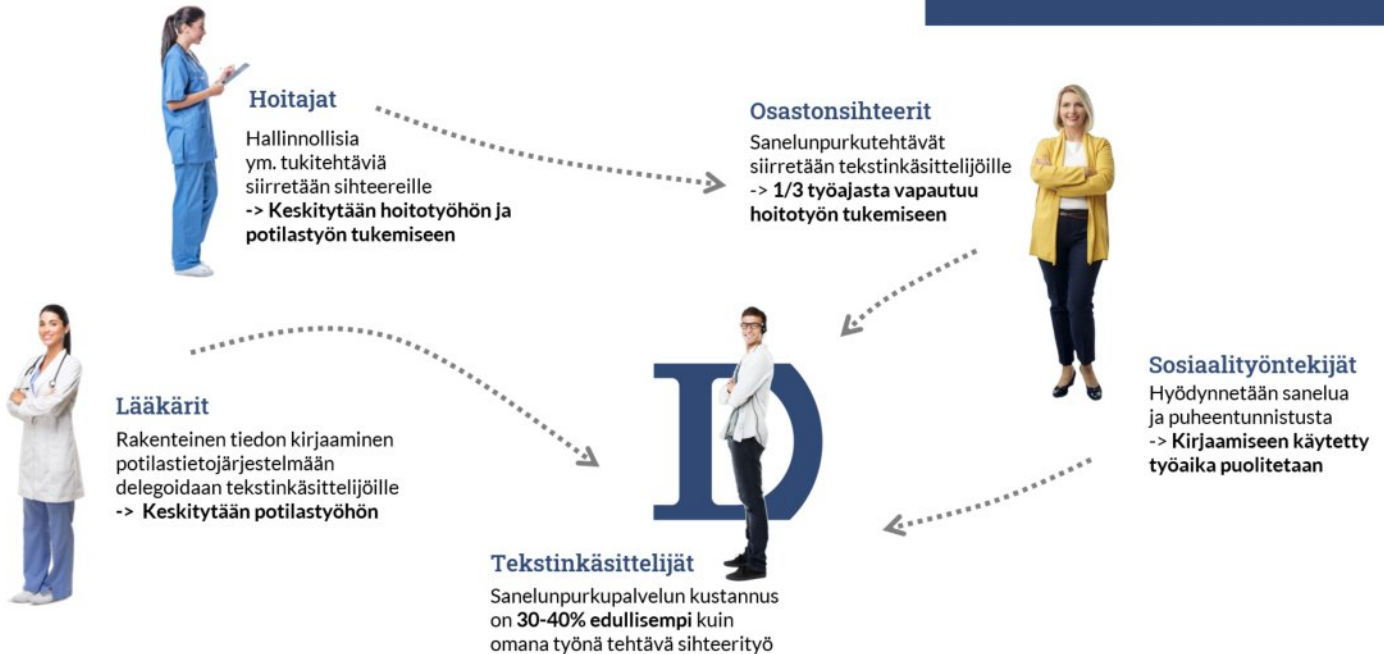 Hoitajat
Hallinnollisia
ym. tukitehtäviä
siirretään sihteereille
-> Keskitytään hoitotyöhön ja
potilastyön tukemiseen
Osastonsihteerit
Sanelunpurkutehtävät
siirretään tekstinkäsittelijöille
-> 1/3 työajasta vapautuu
hoitotyön tukemiseen
Lääkärit
Rakenteinen tiedon kirjaaminen
potilastietojärjestelmään
delegoidaan tekstinkäsittelijöille
-> Keskitytään potilastyöhön
D
Sosiaalityöntekijät
Hyödynnetään sanelua
ja puheentunnistusta
-> Kirjaamiseen käytetty
työaika puolitetaan
Tekstinkäsittelijät
Sanelunpurkupalvelun kustannus
on 30-40% edullisempi kuin
omana työnä tehtävä sihteerityö